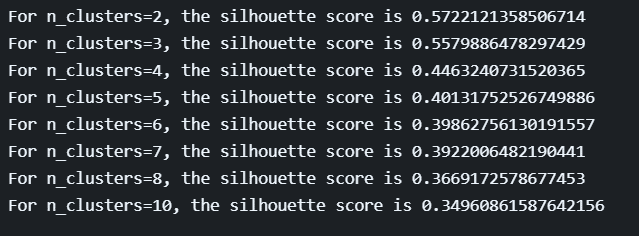 For n_clusters=2, the silhouette score is 0.5722121358506714
For n_clusters=3, the silhouette score is 0.5579886478297429
For n_clusters=4, the silhouette score is 0.4463240731520365
For n_clusters=5, the silhouette score is 0.40131752526749886
For n_clusters=6, the silhouette score is 0.39862756130191557
For n_clusters=7, the silhouette score is 0.3922006482190441
For n_clusters=8, the silhouette score is 0.3669172578677453
For n_clusters=10, the silhouette score is 0.34960861587642156